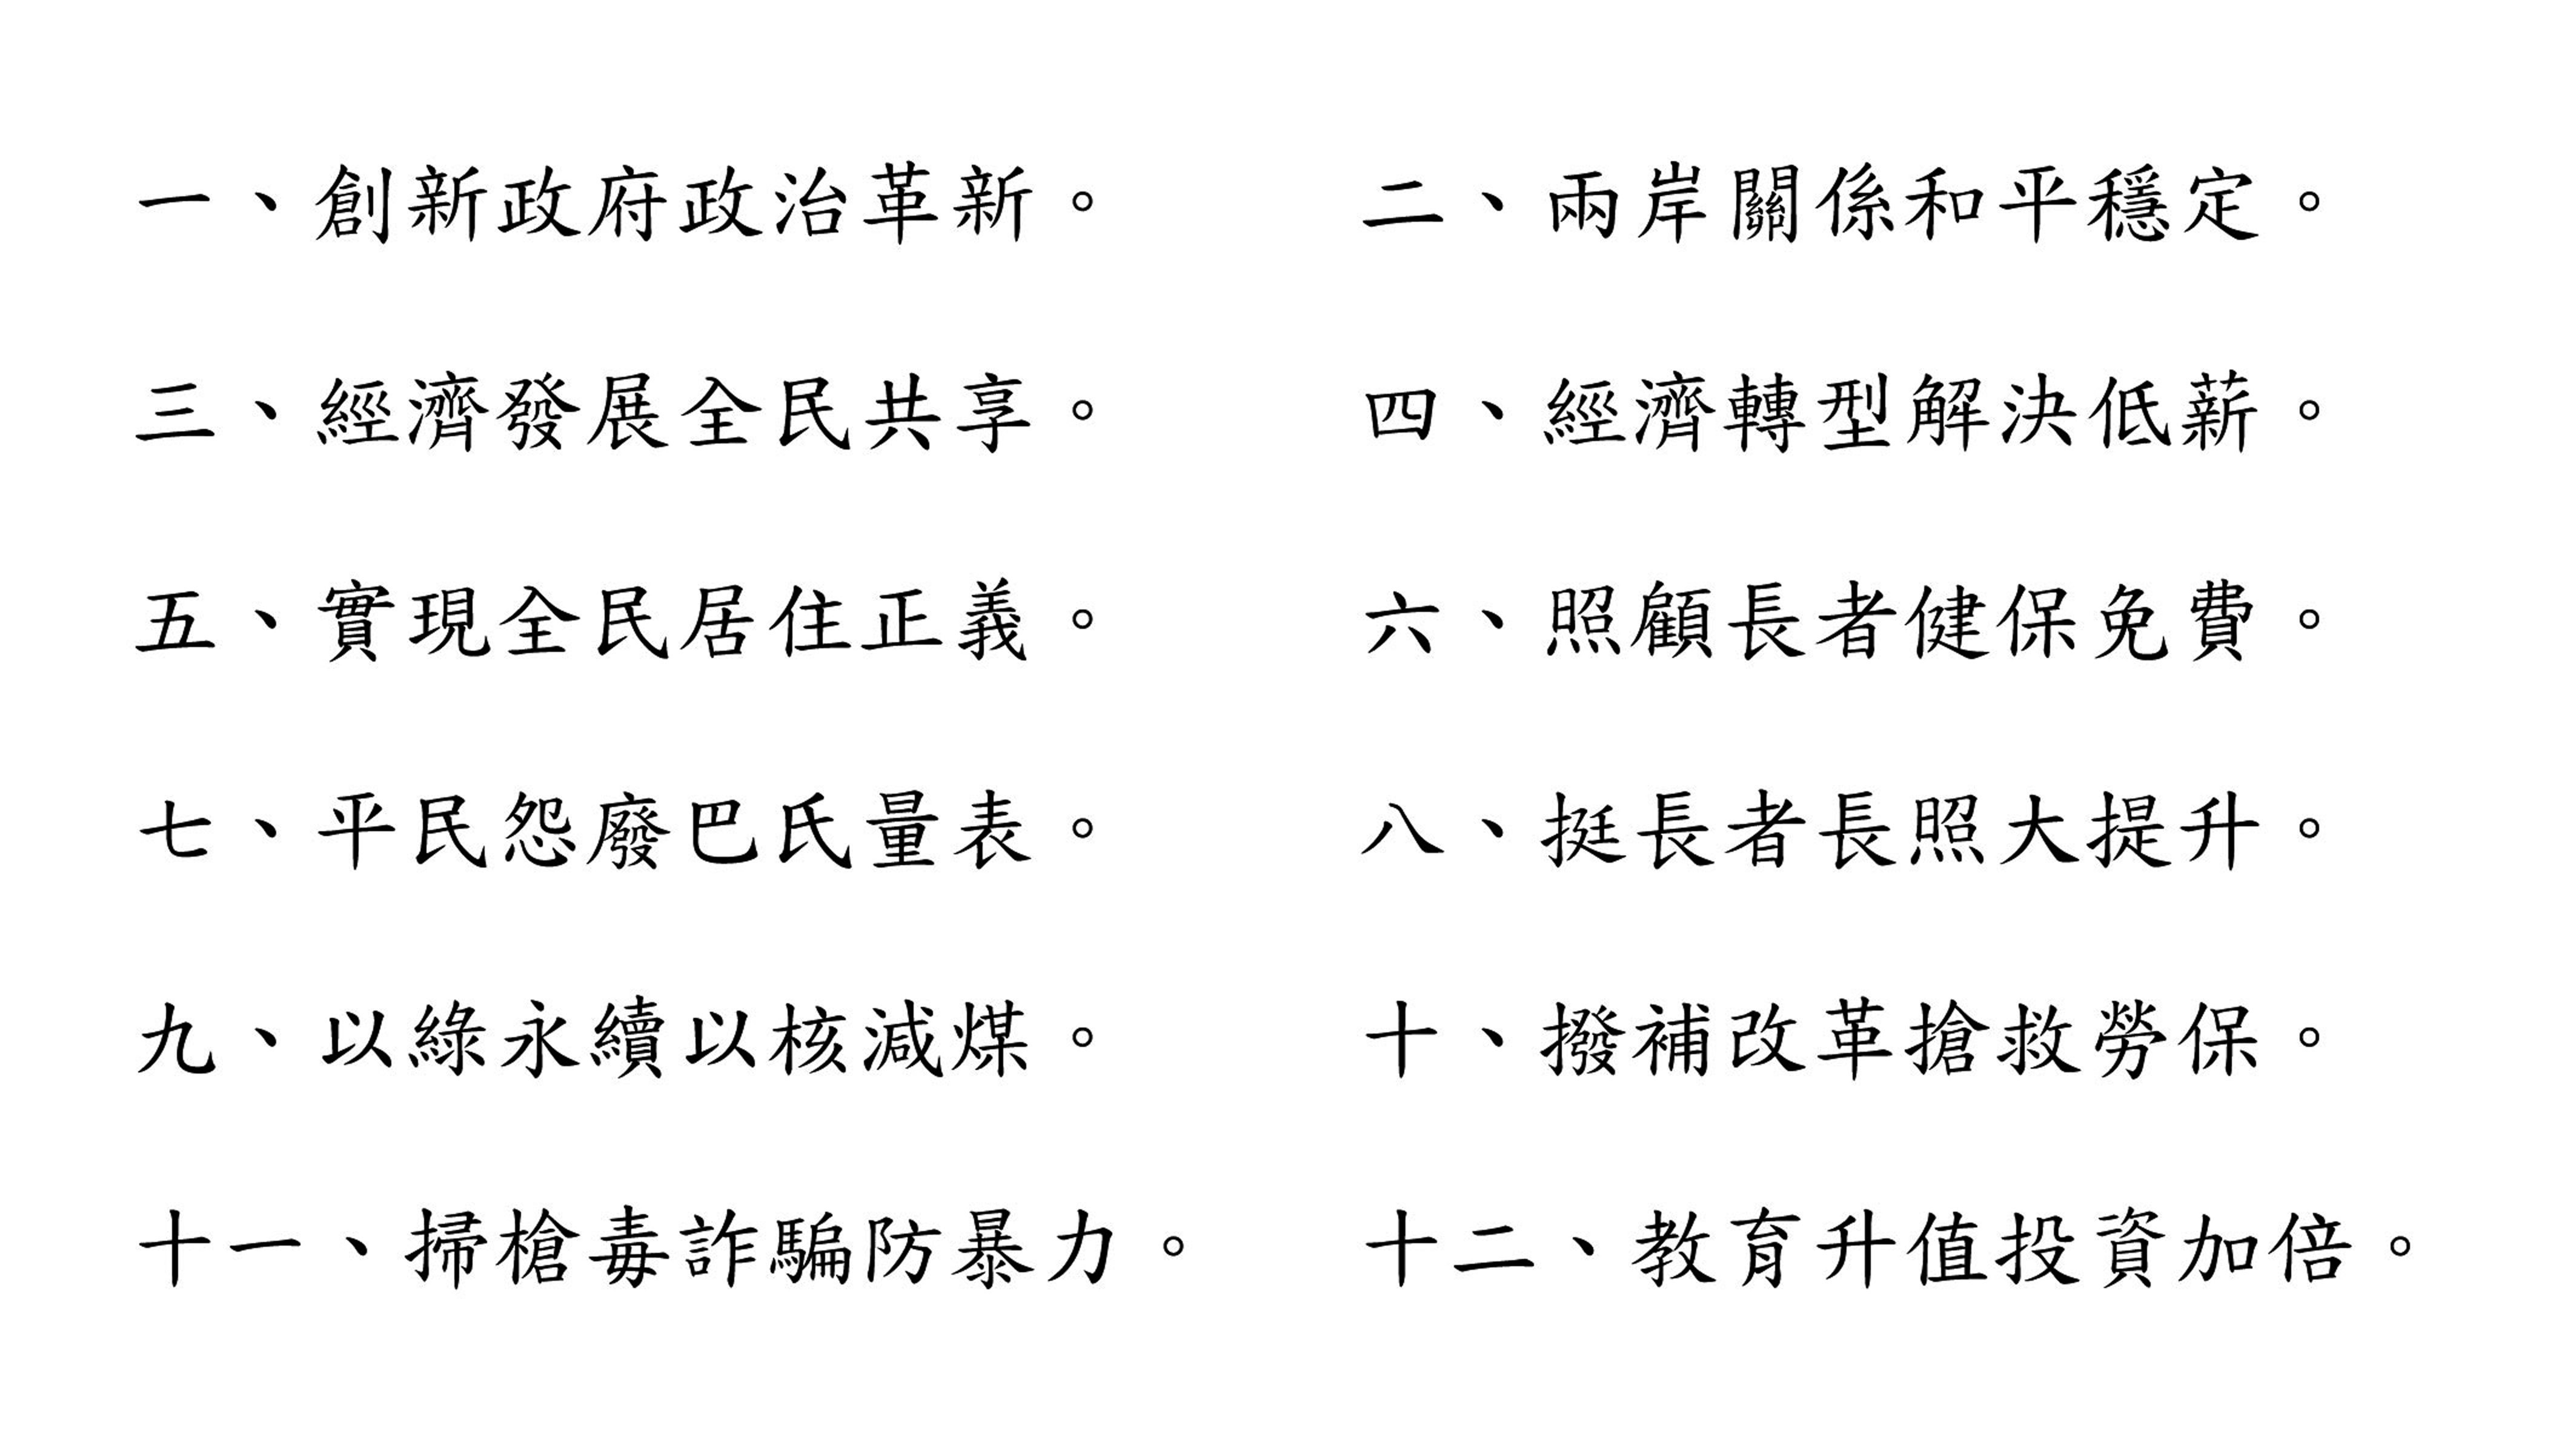 一、創新政府政治革新。
二、兩岸關係和平穩定。
三、經濟發展全民共享。
四、經濟轉型解決低薪。
五、實現全民居住正義。
六、照顧長者健保免費。
七、平民怨廢巴氏量表。
八、挺長者長照大提升。
九、以綠永續以核減煤。
十、撥補改革搶救勞保。
十一、掃槍毒詐騙防暴力。
十二、教育升值投資加倍。